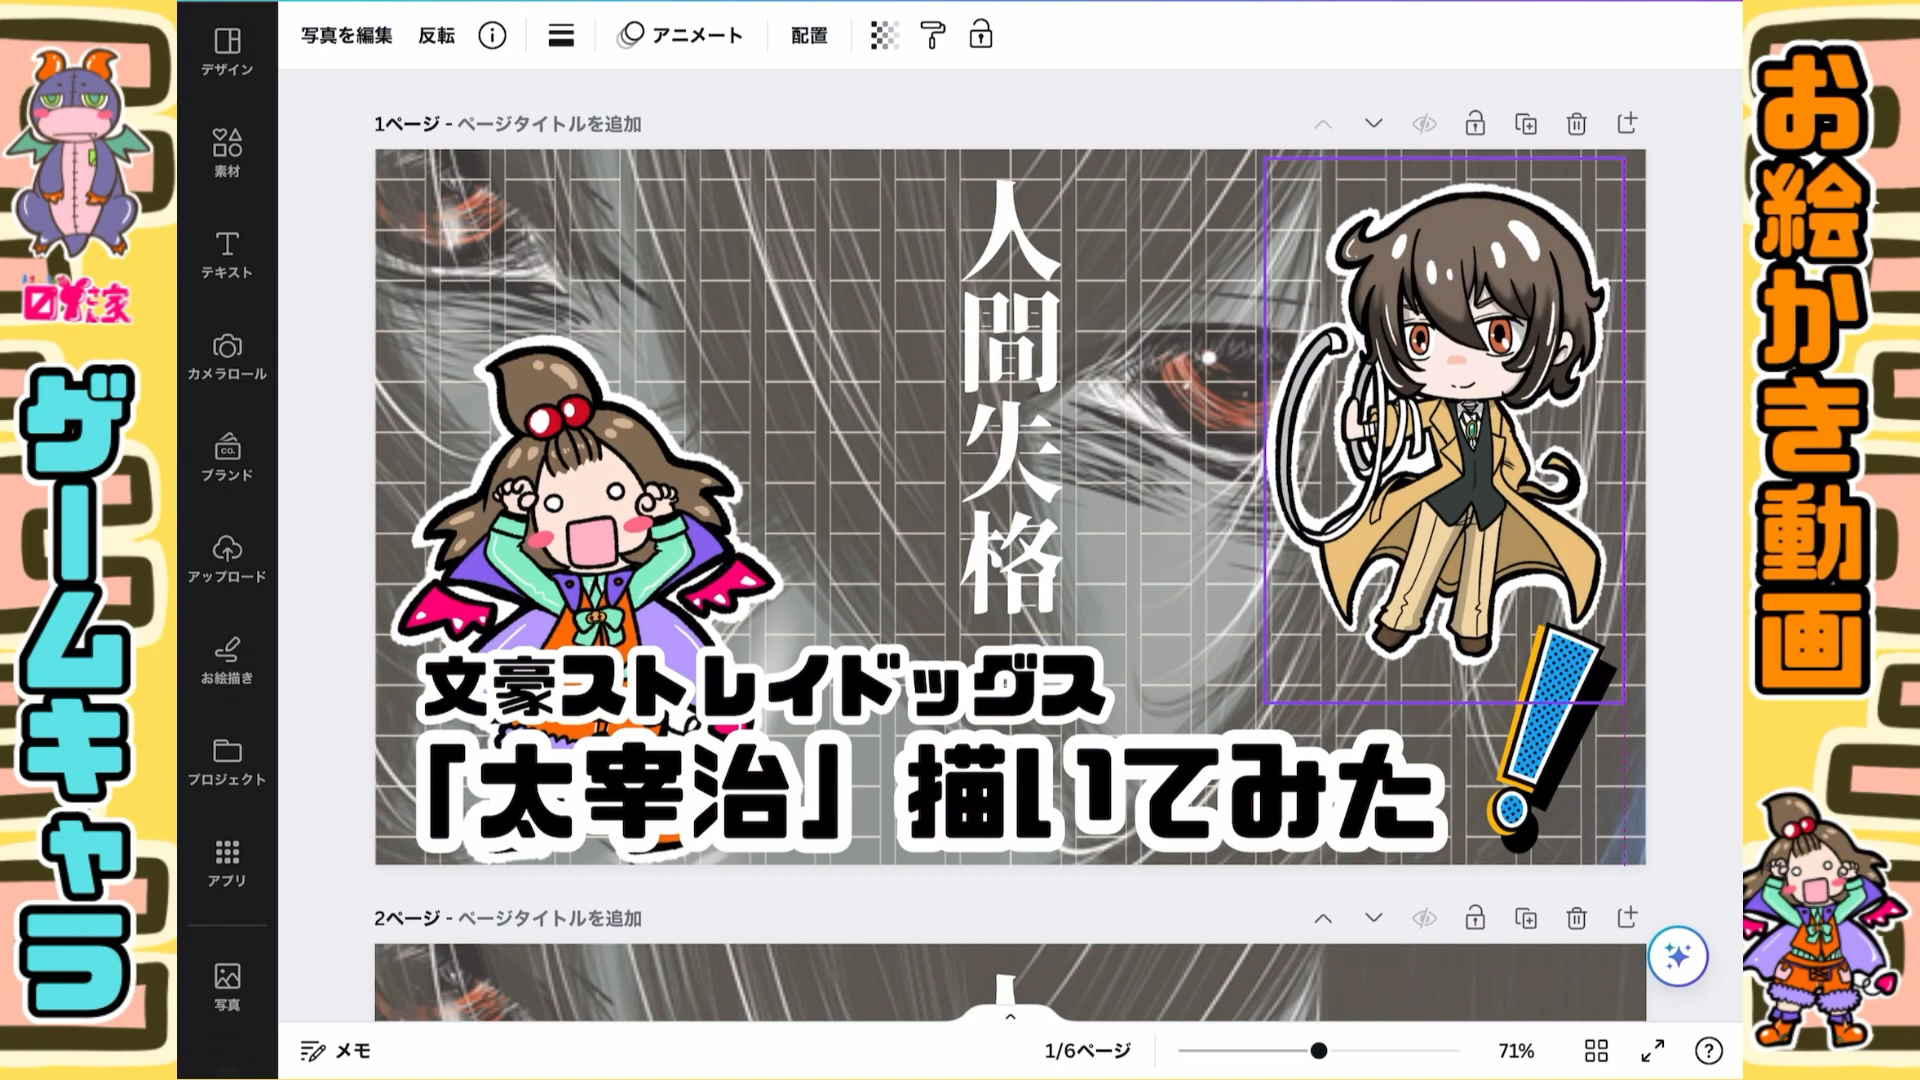 写真を編集 反転 アニメート 配置
デザイン
素材
テキスト
カメラロール
CO.
ブランド
アップロード
お絵描き
プロジェクト
アプリ
写真
1ページ - ページタイトルを追加
人間失格
文豪ストレイドッグス
「太宰治」描いてみた
2ページ - ページタイトルを追加
メモ
1/6ページ
71%
ゲームキャラ
お絵かき動画